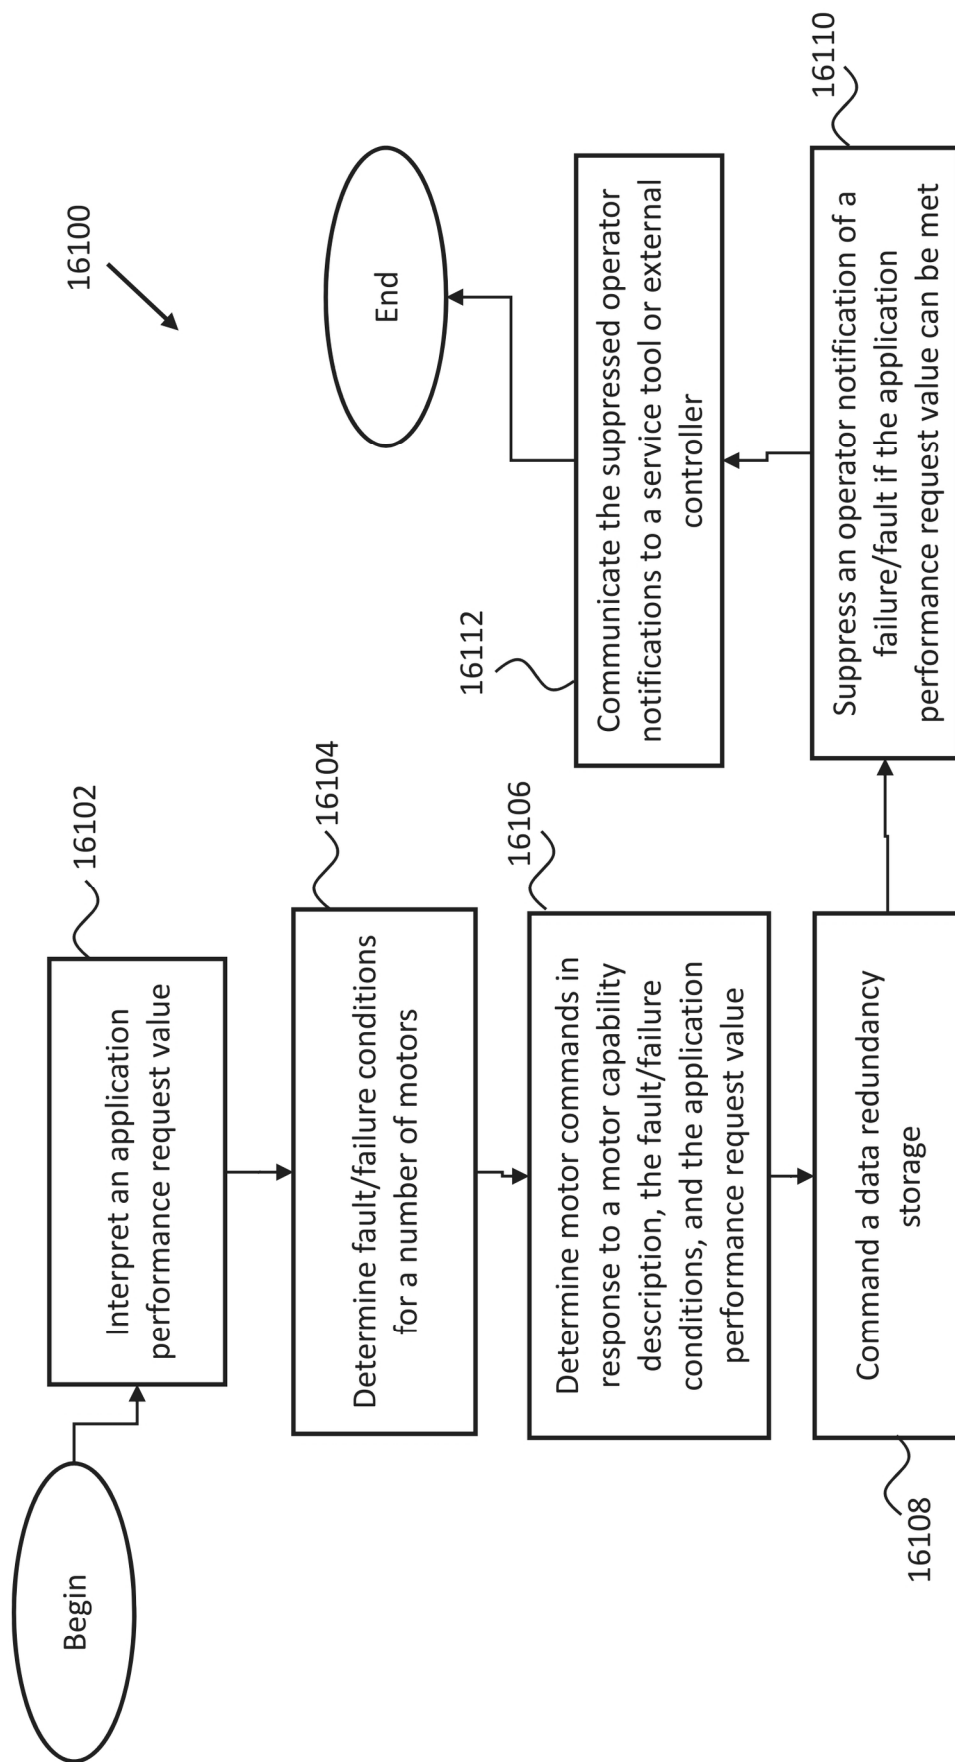 16100
Begin
Interpret an application
performance request value
16102
Determine fault/failure conditions
for a number of motors
16104
Determine motor commands in
response to a motor capability
description, the fault/failure
conditions, and the application
performance request value
16106
Command a data redundancy
storage
16108
Suppress an operator notification of a
failure/fault if the application
performance request value can be met
16110
Communicate the suppressed operator
notifications to a service tool or external
controller
16112
End